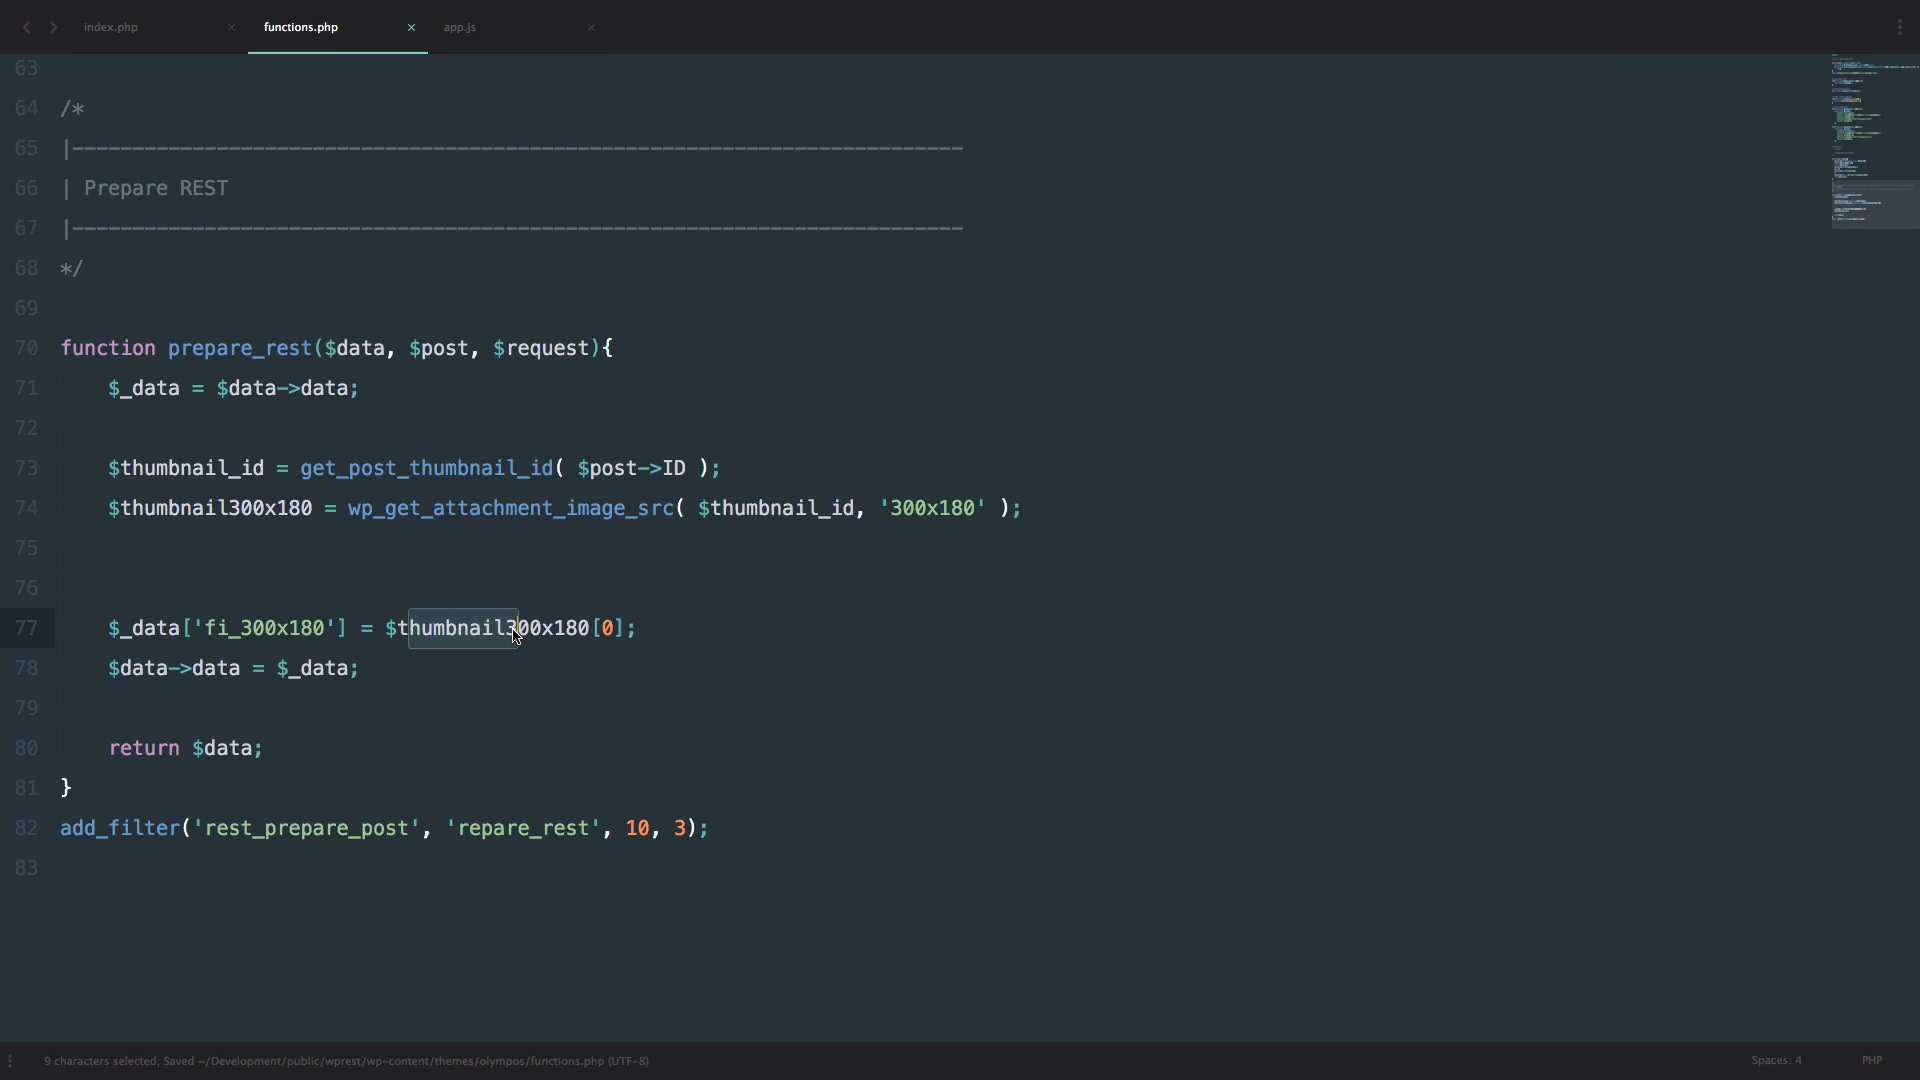 index.php × functions.php × app.js ×
63
64 /*
65 |--------------------------------------------------------------------------
66 | Prepare REST
67 |--------------------------------------------------------------------------
68 */
69
70 function prepare_rest($data, $post, $request){
71 $_data = $data->data;
72
73 $thumbnail_id = get_post_thumbnail_id( $post->ID );
74 $thumbnail300x180 = wp_get_attachment_image_src( $thumbnail_id, '300x180' );
75
76
77 $_data['fi_300x180'] = $thumbnail300x180[0];
78 $data->data = $_data;
79
80 return $data;
81 }
82 add_filter('rest_prepare_post', 'repare_rest', 10, 3);
83
9 characters selected; Saved ~/Development/public/wprest/wp-content/themes/olympos/functions.php (UTF-8) Spaces: 4 PHP